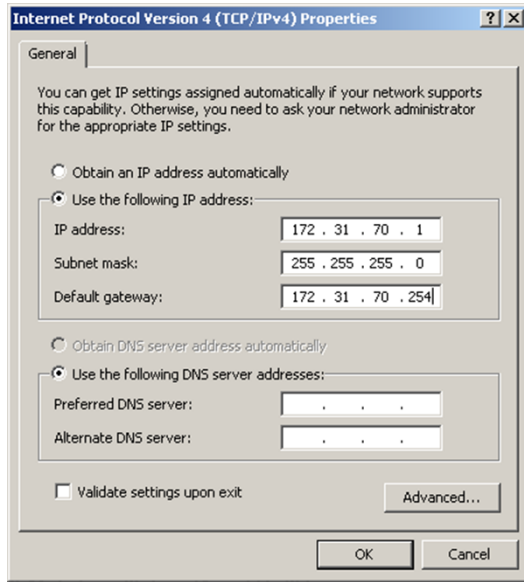 Internet Protocol Version 4 (TCP/IPv4) Properties
General
You can get IP settings assigned automatically if your network supports
this capability. Otherwise, you need to ask your network administrator
for the appropriate IP settings.
Obtain an IP address automatically
Use the following IP address:
IP address: 172 . 31 . 70 . 1
Subnet mask: 255 . 255 . 255 . 0
Default gateway: 172 . 31 . 70 . 254
Obtain DNS server address automatically
Use the following DNS server addresses:
Preferred DNS server: . . .
Alternate DNS server: . . .
Validate settings upon exit
Advanced...
OK Cancel